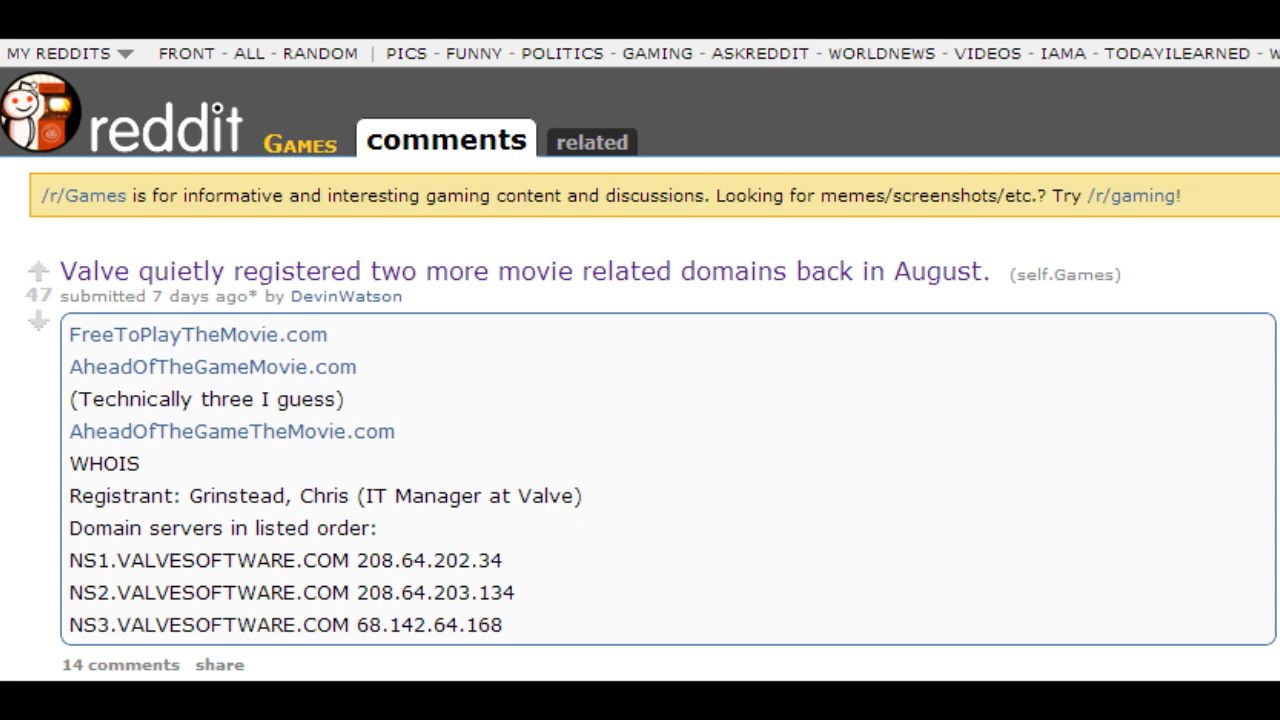 MY REDDITS FRONT - ALL - RANDOM | PICS - FUNNY - POLITICS - GAMING - ASKREDDIT - WORLDNEWS - VIDEOS - IAMA - TODAYILEARNED - W
reddit GAMES comments related
/r/Games is for informative and interesting gaming content and discussions. Looking for memes/screenshots/etc.? Try /r/gaming!
Valve quietly registered two more movie related domains back in August. (self.Games)
47 submitted 7 days ago* by DevinWatson
FreeToPlayTheMovie.com
AheadOfTheGameMovie.com
(Technically three I guess)
AheadOfTheGameTheMovie.com
WHOIS
Registrant: Grinstead, Chris (IT Manager at Valve)
Domain servers in listed order:
NS1.VALVESOFTWARE.COM 208.64.202.34
NS2.VALVESOFTWARE.COM 208.64.203.134
NS3.VALVESOFTWARE.COM 68.142.64.168
14 comments share